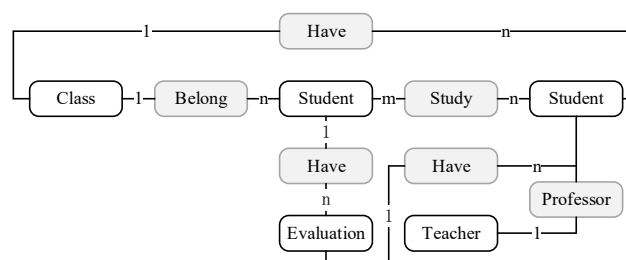 1 Have n
Class 1 Belong n Student m Study n Student
1
Have Have n
n 1 Professor
Evaluation Teacher 1